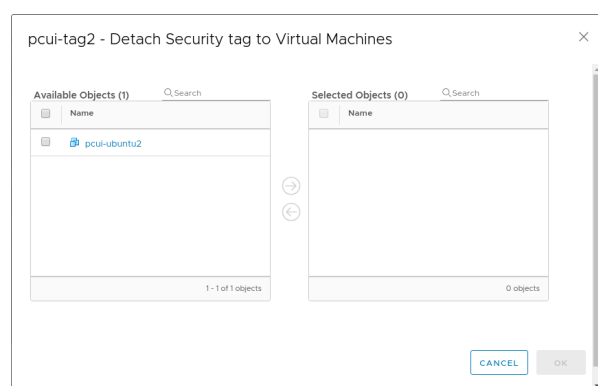 pcui-tag2 - Detach Security tag to Virtual Machines
Available Objects (1) Search
Name
pcui-ubuntu2
1 - 1 of 1 objects
Selected Objects (0) Search
Name
0 objects
CANCEL OK